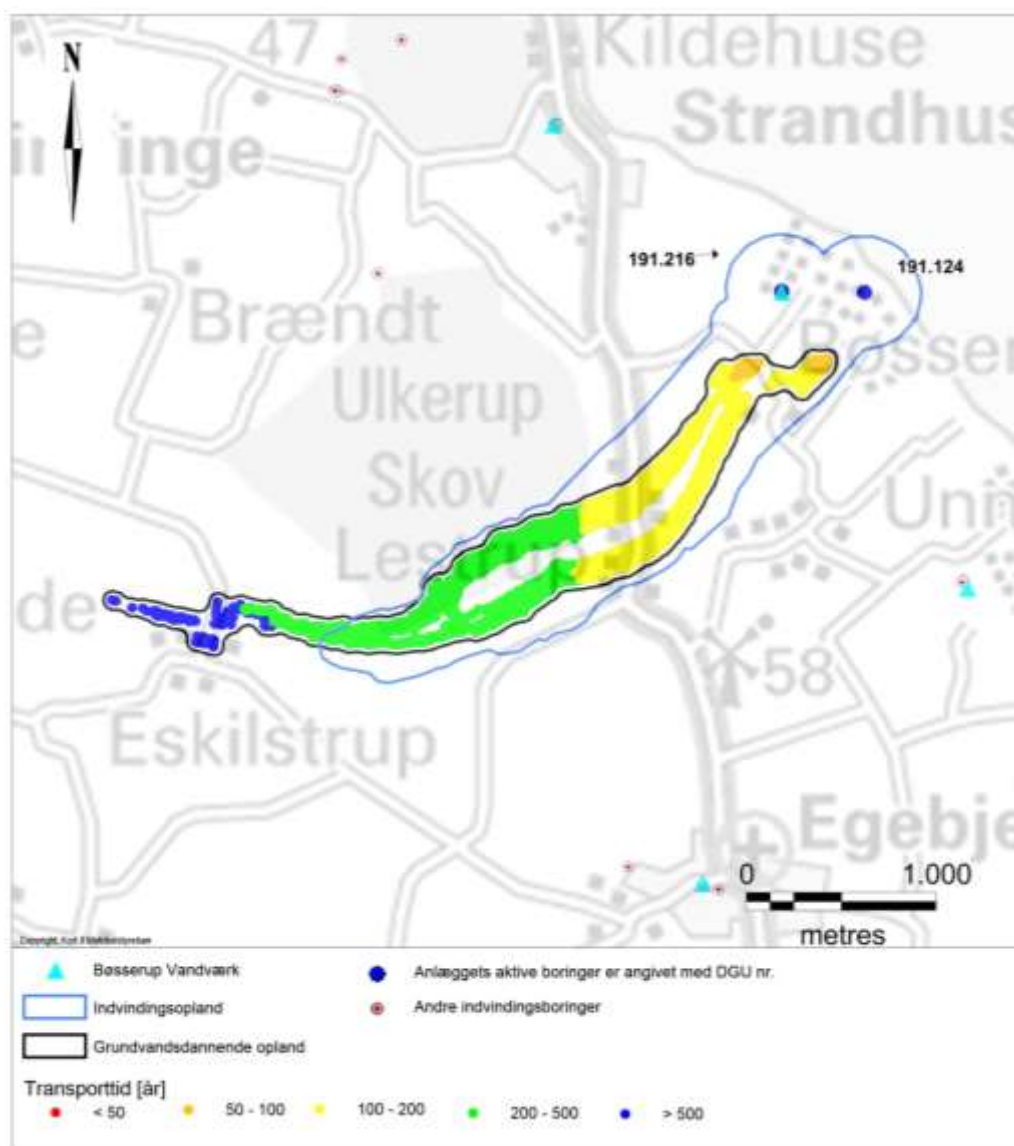 N
47
Kildehuse
Strandhus
inge
191.216
191.124
Brændt
Bøsser
Ulkerup
Skov
Lestrup
de
58
Eskilstrup
Egebje
0 1.000
metres
Bøsserup Vandværk
Anlæggets aktive boringer er angivet med DGU nr.
Indvindingsopland
Andre indvindingsboringer
Grundvandsdannende opland
Transporttid [år]
< 50
50 - 100
100 - 200
200 - 500
> 500